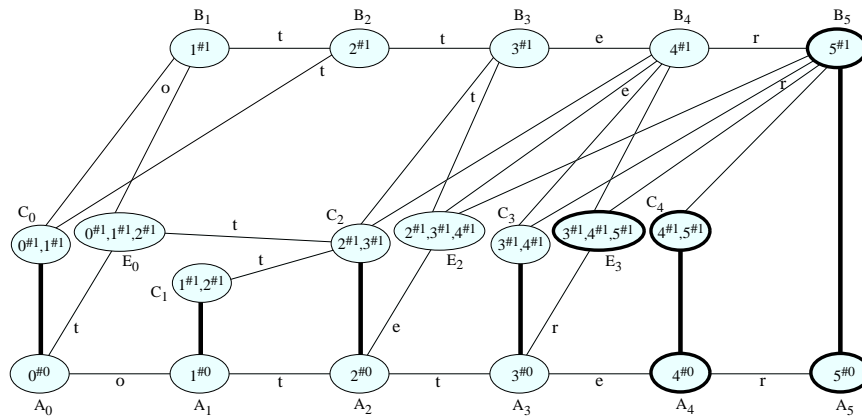 B1 B2 B3 B4 B5
1#1 t 2#1 t 3#1 e 4#1 r 5#1
t
o t e r
C0 C2 C3 C4
0#1,1#1 0#1,1#1,2#1 t 2#1,3#1 2#1,3#1,4#1 3#1,4#1 3#1,4#1,5#1 4#1,5#1
E0 E2 E3
t
C1 1#1,2#1
t e r
0#0 o 1#0 t 2#0 t 3#0 e 4#0 r 5#0
A0 A1 A2 A3 A4 A5